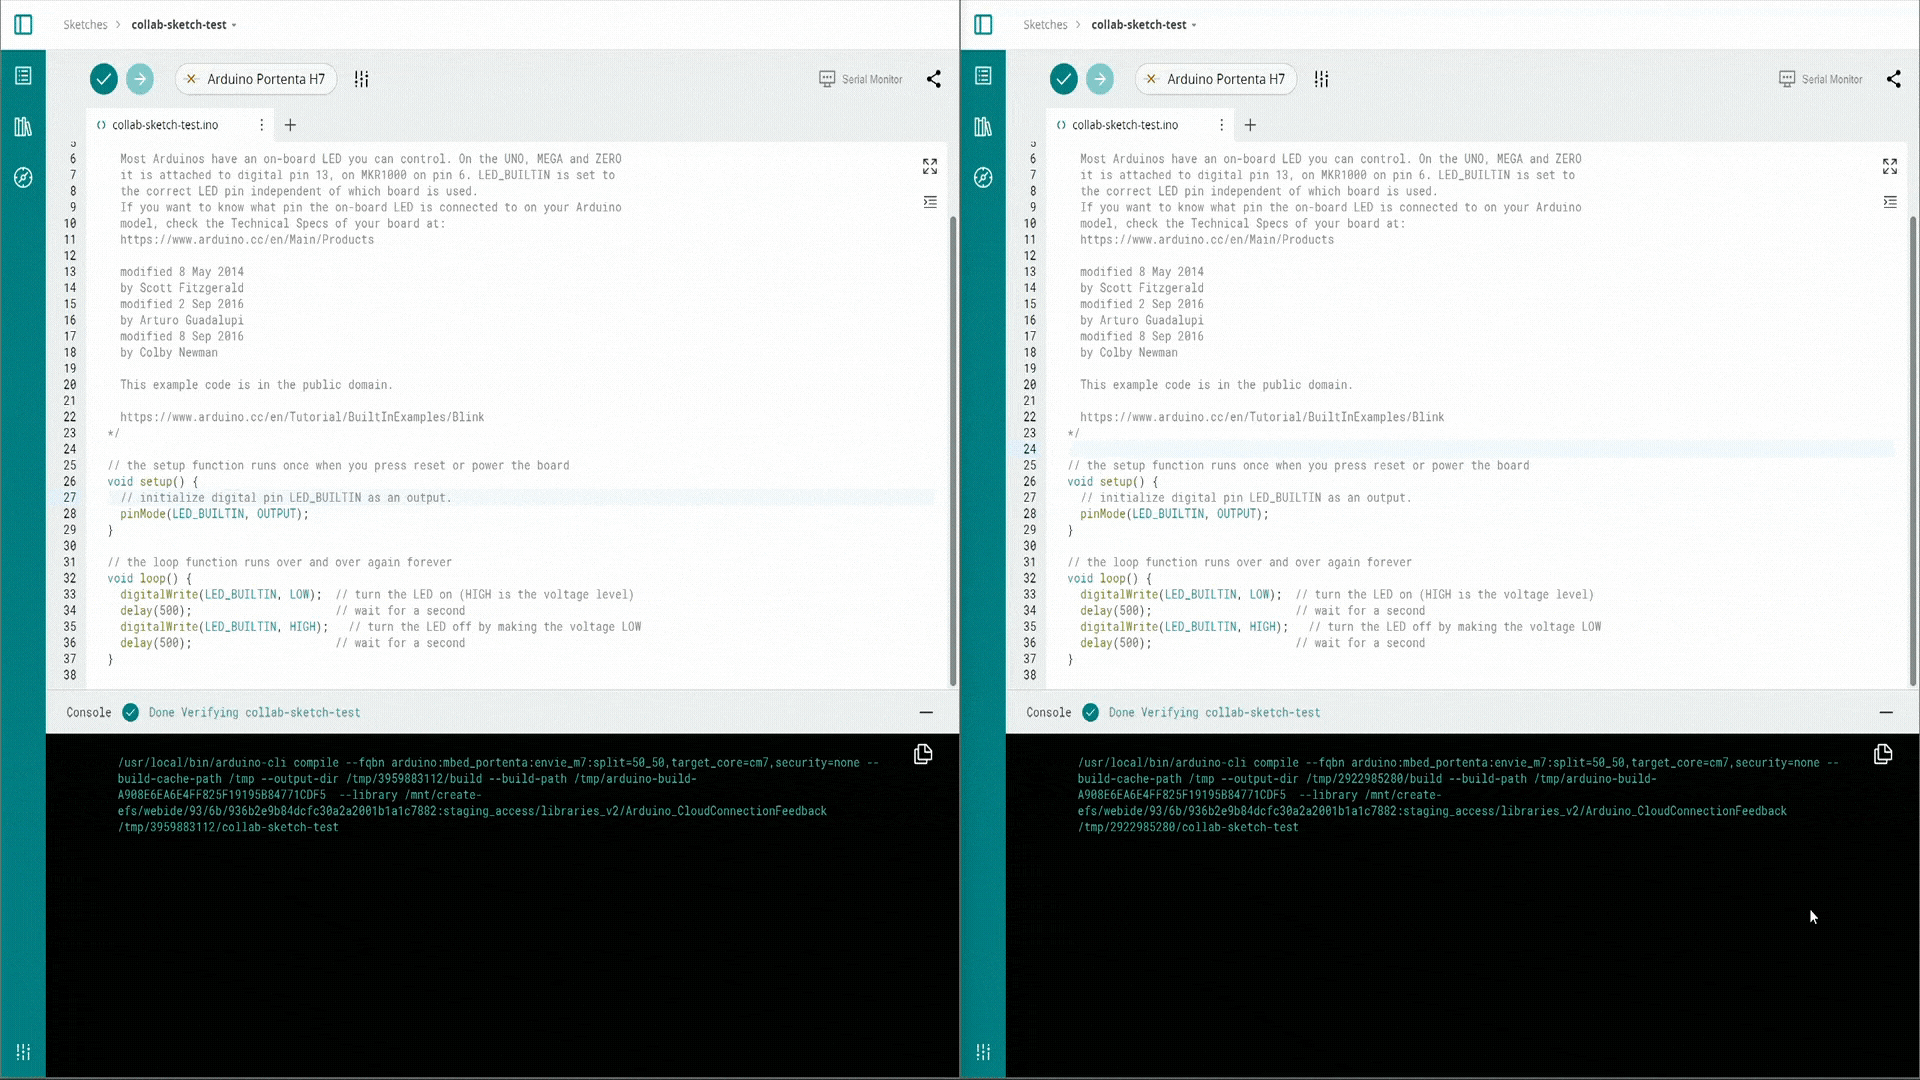 Sketches > collab-sketch-test
Arduino Portenta H7
Serial Monitor
collab-sketch-test.ino
5
6 Most Arduinos have an on-board LED you can control. On the UNO, MEGA and ZERO
7 it is attached to digital pin 13, on MKR1000 on pin 6. LED_BUILTIN is set to
8 the correct LED pin independent of which board is used.
9 If you want to know what pin the on-board LED is connected to on your Arduino
10 model, check the Technical Specs of your board at:
11 https://www.arduino.cc/en/Main/Products
12
13 modified 8 May 2014
14 by Scott Fitzgerald
15 modified 2 Sep 2016
16 by Arturo Guadalupi
17 modified 8 Sep 2016
18 by Colby Newman
19
20 This example code is in the public domain.
21
22 https://www.arduino.cc/en/Tutorial/BuiltInExamples/Blink
23 */
24
25 // the setup function runs once when you press reset or power the board
26 void setup() {
27 // initialize digital pin LED_BUILTIN as an output.
28 pinMode(LED_BUILTIN, OUTPUT);
29 }
30
31 // the loop function runs over and over again forever
32 void loop() {
33 digitalWrite(LED_BUILTIN, LOW); // turn the LED on (HIGH is the voltage level)
34 delay(500); // wait for a second
35 digitalWrite(LED_BUILTIN, HIGH); // turn the LED off by making the voltage LOW
36 delay(500); // wait for a second
37 }
38
Console Done Verifying collab-sketch-test
/usr/local/bin/arduino-cli compile --fqbn arduino:mbed_portenta:envie_m7:split=50_50,target_core=cm7,security=none --
build-cache-path /tmp --output-dir /tmp/3959883112/build --build-path /tmp/arduino-build-
A908E6EA6E4FF825F19195B84771CDF5 --library /mnt/create-
efs/webide/93/6b/936b2e9b84dcfc30a2a2001b1a1c7882:staging_access/libraries_v2/Arduino_CloudConnectionFeedback
/tmp/3959883112/collab-sketch-test
Sketches > collab-sketch-test
Arduino Portenta H7
Serial Monitor
collab-sketch-test.ino
5
6 Most Arduinos have an on-board LED you can control. On the UNO, MEGA and ZERO
7 it is attached to digital pin 13, on MKR1000 on pin 6. LED_BUILTIN is set to
8 the correct LED pin independent of which board is used.
9 If you want to know what pin the on-board LED is connected to on your Arduino
10 model, check the Technical Specs of your board at:
11 https://www.arduino.cc/en/Main/Products
12
13 modified 8 May 2014
14 by Scott Fitzgerald
15 modified 2 Sep 2016
16 by Arturo Guadalupi
17 modified 8 Sep 2016
18 by Colby Newman
19
20 This example code is in the public domain.
21
22 https://www.arduino.cc/en/Tutorial/BuiltInExamples/Blink
23 */
24
25 // the setup function runs once when you press reset or power the board
26 void setup() {
27 // initialize digital pin LED_BUILTIN as an output.
28 pinMode(LED_BUILTIN, OUTPUT);
29 }
30
31 // the loop function runs over and over again forever
32 void loop() {
33 digitalWrite(LED_BUILTIN, LOW); // turn the LED on (HIGH is the voltage level)
34 delay(500); // wait for a second
35 digitalWrite(LED_BUILTIN, HIGH); // turn the LED off by making the voltage LOW
36 delay(500); // wait for a second
37 }
38
Console Done Verifying collab-sketch-test
/usr/local/bin/arduino-cli compile --fqbn arduino:mbed_portenta:envie_m7:split=50_50,target_core=cm7,security=none --
build-cache-path /tmp --output-dir /tmp/2922985280/build --build-path /tmp/arduino-build-
A908E6EA6E4FF825F19195B84771CDF5 --library /mnt/create-
efs/webide/93/6b/936b2e9b84dcfc30a2a2001b1a1c7882:staging_access/libraries_v2/Arduino_CloudConnectionFeedback
/tmp/2922985280/collab-sketch-test